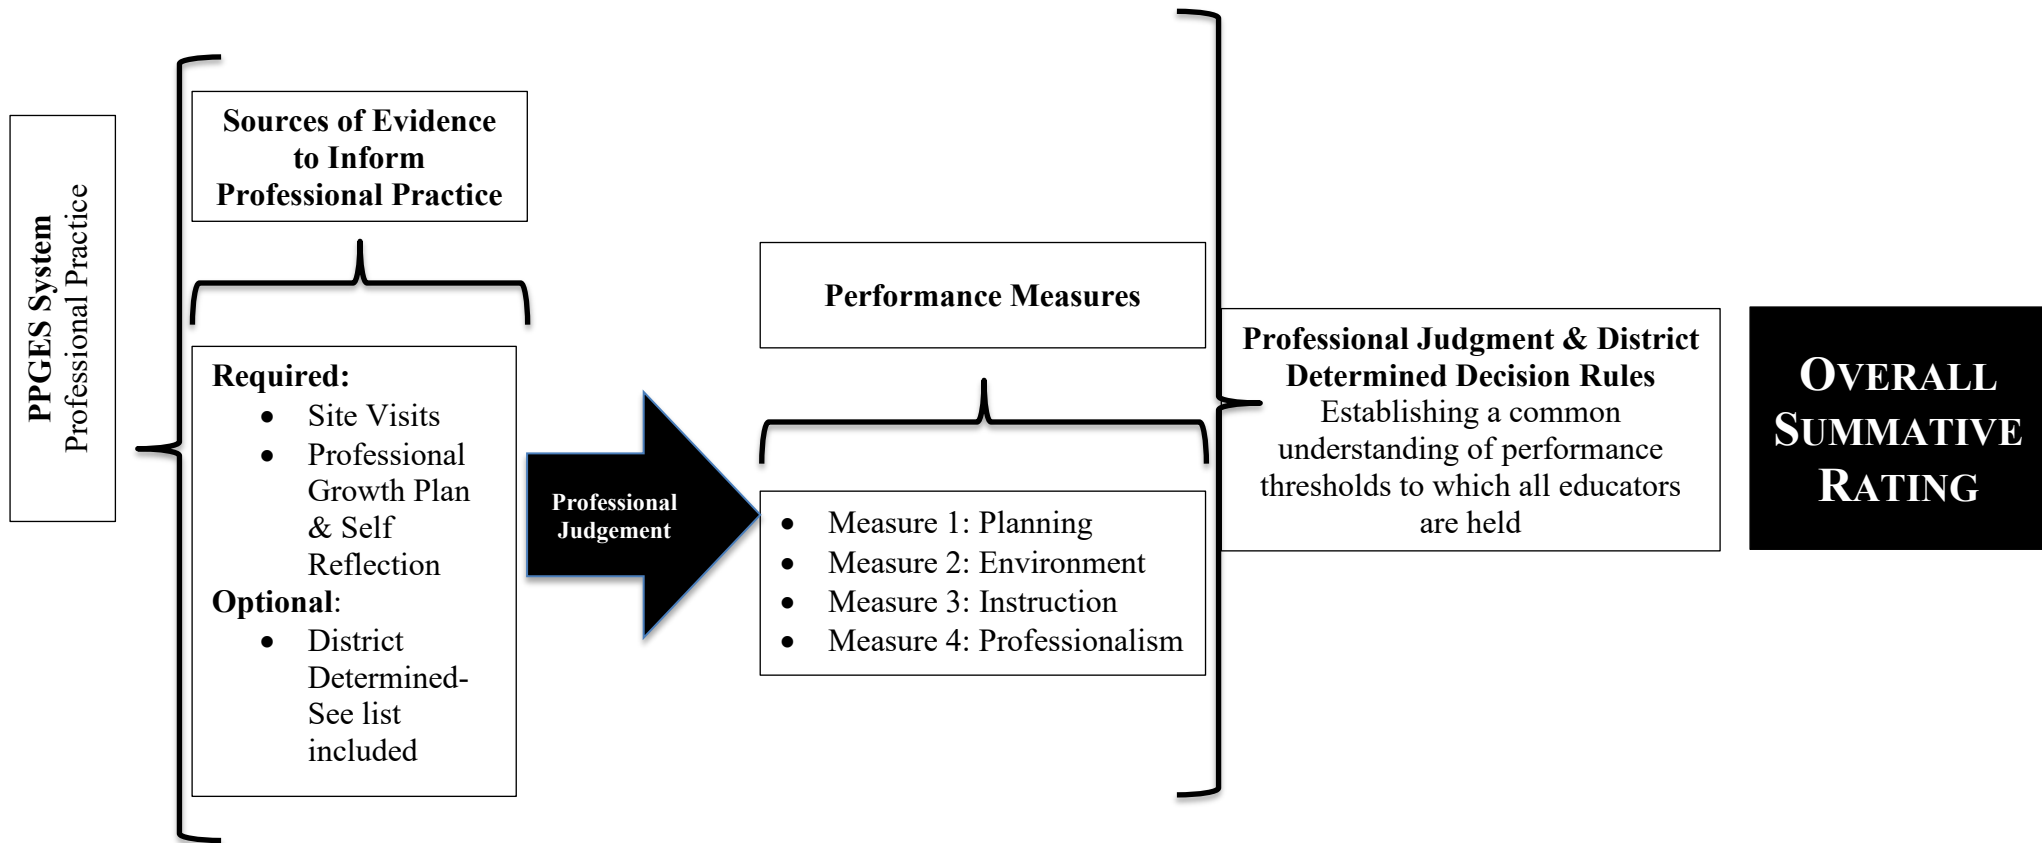 PPGES System
Professional Practice
Sources of Evidence
to Inform
Professional Practice
Required:
• Site Visits
• Professional
Growth Plan
& Self
Reflection
Optional:
• District
Determined-
See list
included
Professional
Judgement
Performance Measures
• Measure 1: Planning
• Measure 2: Environment
• Measure 3: Instruction
• Measure 4: Professionalism
Professional Judgment & District
Determined Decision Rules
Establishing a common
understanding of performance
thresholds to which all educators
are held
OVERALL
SUMMATIVE
RATING